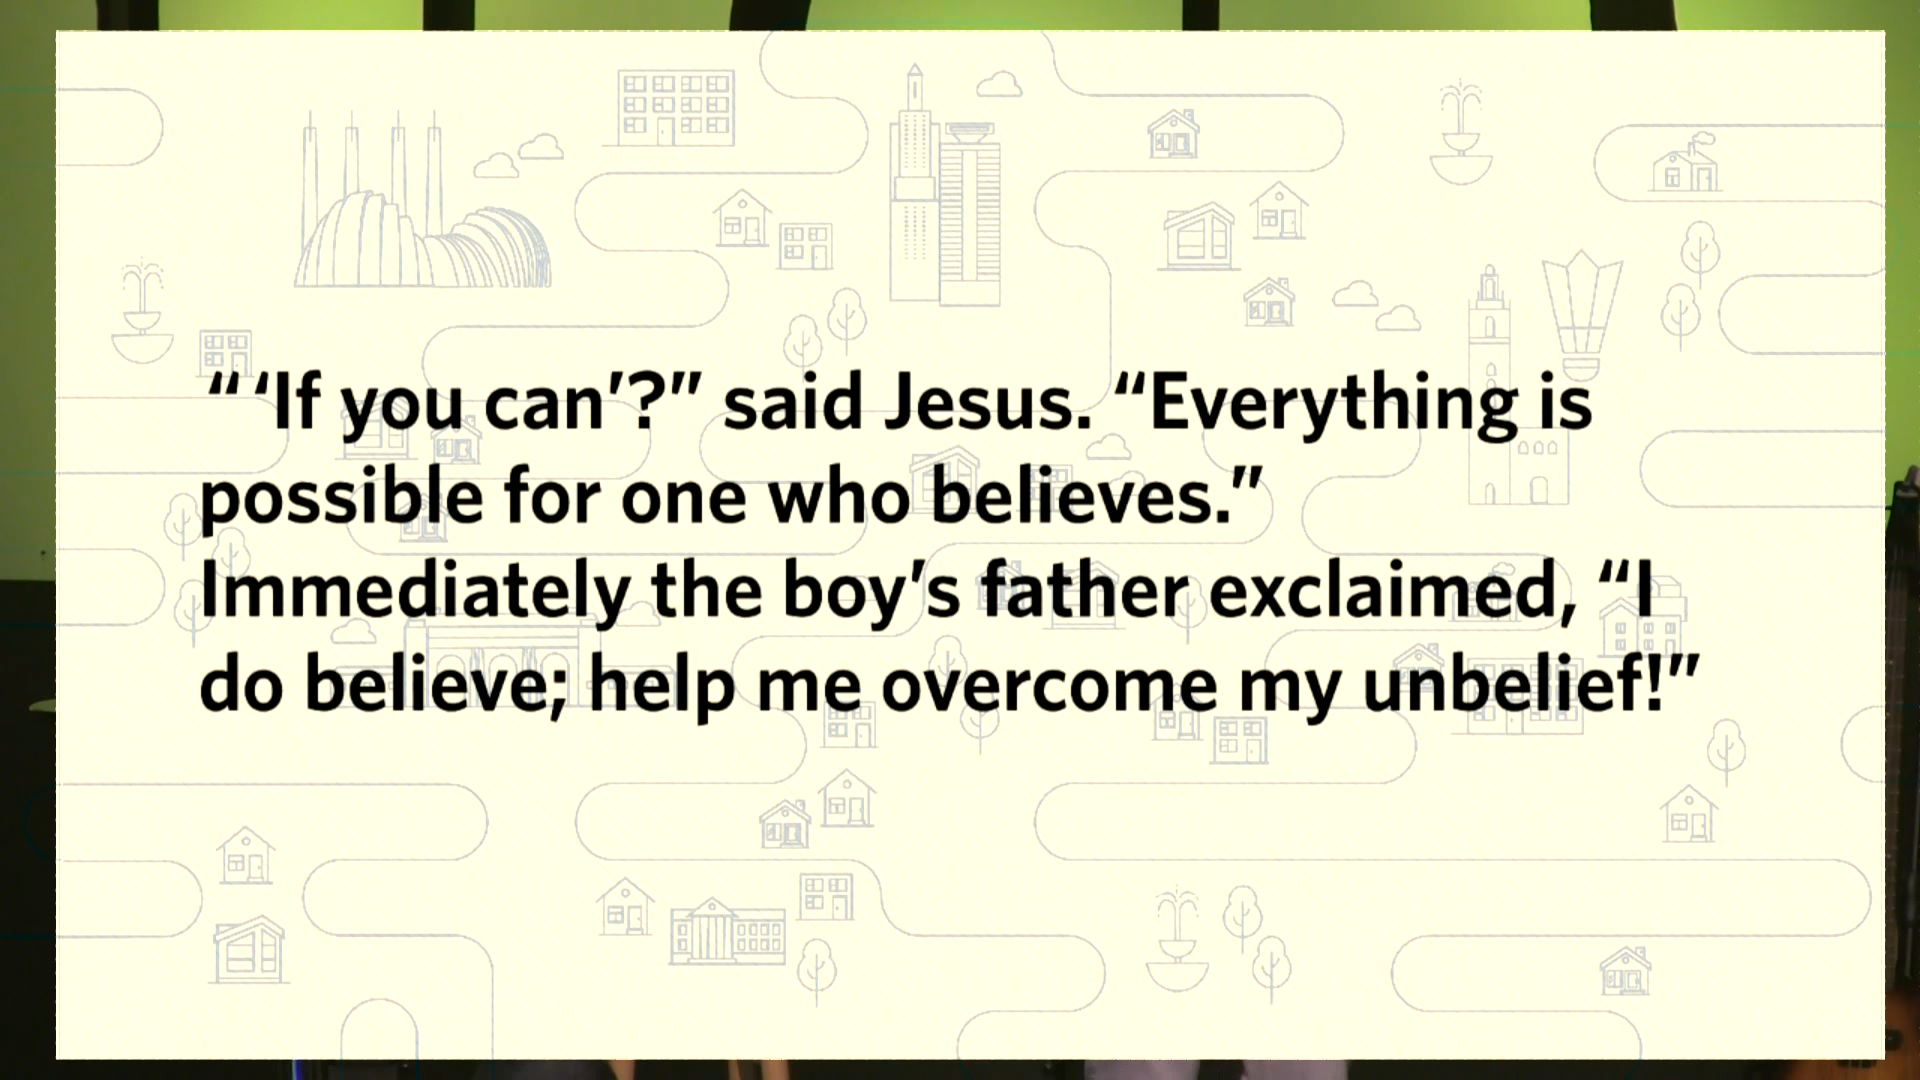 “ ‘If you can’?” said Jesus. “Everything is
possible for one who believes.”
Immediately the boy’s father exclaimed, “I
do believe; help me overcome my unbelief!”